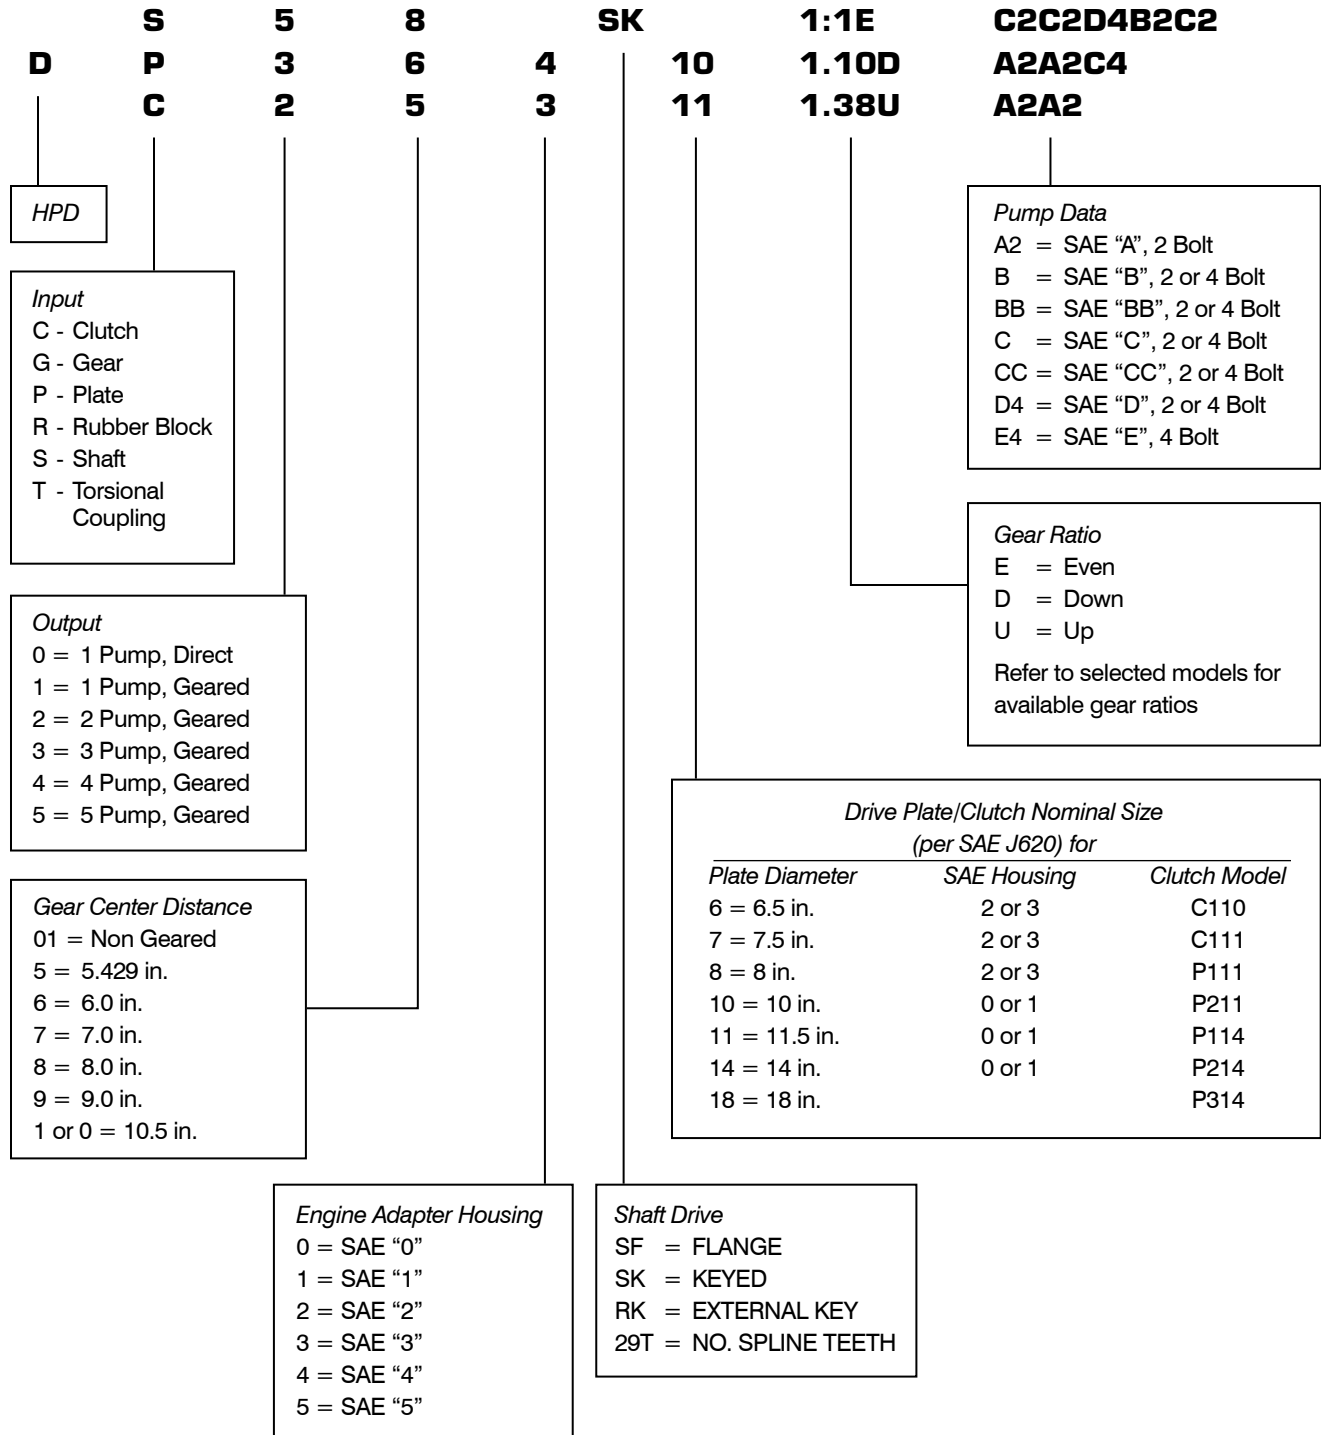 S 5 8 SK 1:1E C2C2D4B2C2
D P 3 6 4 10 1.10D A2A2C4
C 2 5 3 11 1.38U A2A2
HPD
Input
C - Clutch
G - Gear
P - Plate
R - Rubber Block
S - Shaft
T - Torsional
Coupling
Output
0 = 1 Pump, Direct
1 = 1 Pump, Geared
2 = 2 Pump, Geared
3 = 3 Pump, Geared
4 = 4 Pump, Geared
5 = 5 Pump, Geared
Gear Center Distance
01 = Non Geared
5 = 5.429 in.
6 = 6.0 in.
7 = 7.0 in.
8 = 8.0 in.
9 = 9.0 in.
1 or 0 = 10.5 in.
Engine Adapter Housing
0 = SAE “0”
1 = SAE “1”
2 = SAE “2”
3 = SAE “3”
4 = SAE “4”
5 = SAE “5”
Shaft Drive
SF = FLANGE
SK = KEYED
RK = EXTERNAL KEY
29T = NO. SPLINE TEETH
Drive Plate/Clutch Nominal Size
(per SAE J620) for
Plate Diameter SAE Housing Clutch Model
6 = 6.5 in. 2 or 3 C110
7 = 7.5 in. 2 or 3 C111
8 = 8 in. 2 or 3 P111
10 = 10 in. 0 or 1 P211
11 = 11.5 in. 0 or 1 P114
14 = 14 in. 0 or 1 P214
18 = 18 in. P314
Gear Ratio
E = Even
D = Down
U = Up
Refer to selected models for
available gear ratios
Pump Data
A2 = SAE “A”, 2 Bolt
B = SAE “B”, 2 or 4 Bolt
BB = SAE “BB”, 2 or 4 Bolt
C = SAE “C”, 2 or 4 Bolt
CC = SAE “CC”, 2 or 4 Bolt
D4 = SAE “D”, 2 or 4 Bolt
E4 = SAE “E”, 4 Bolt